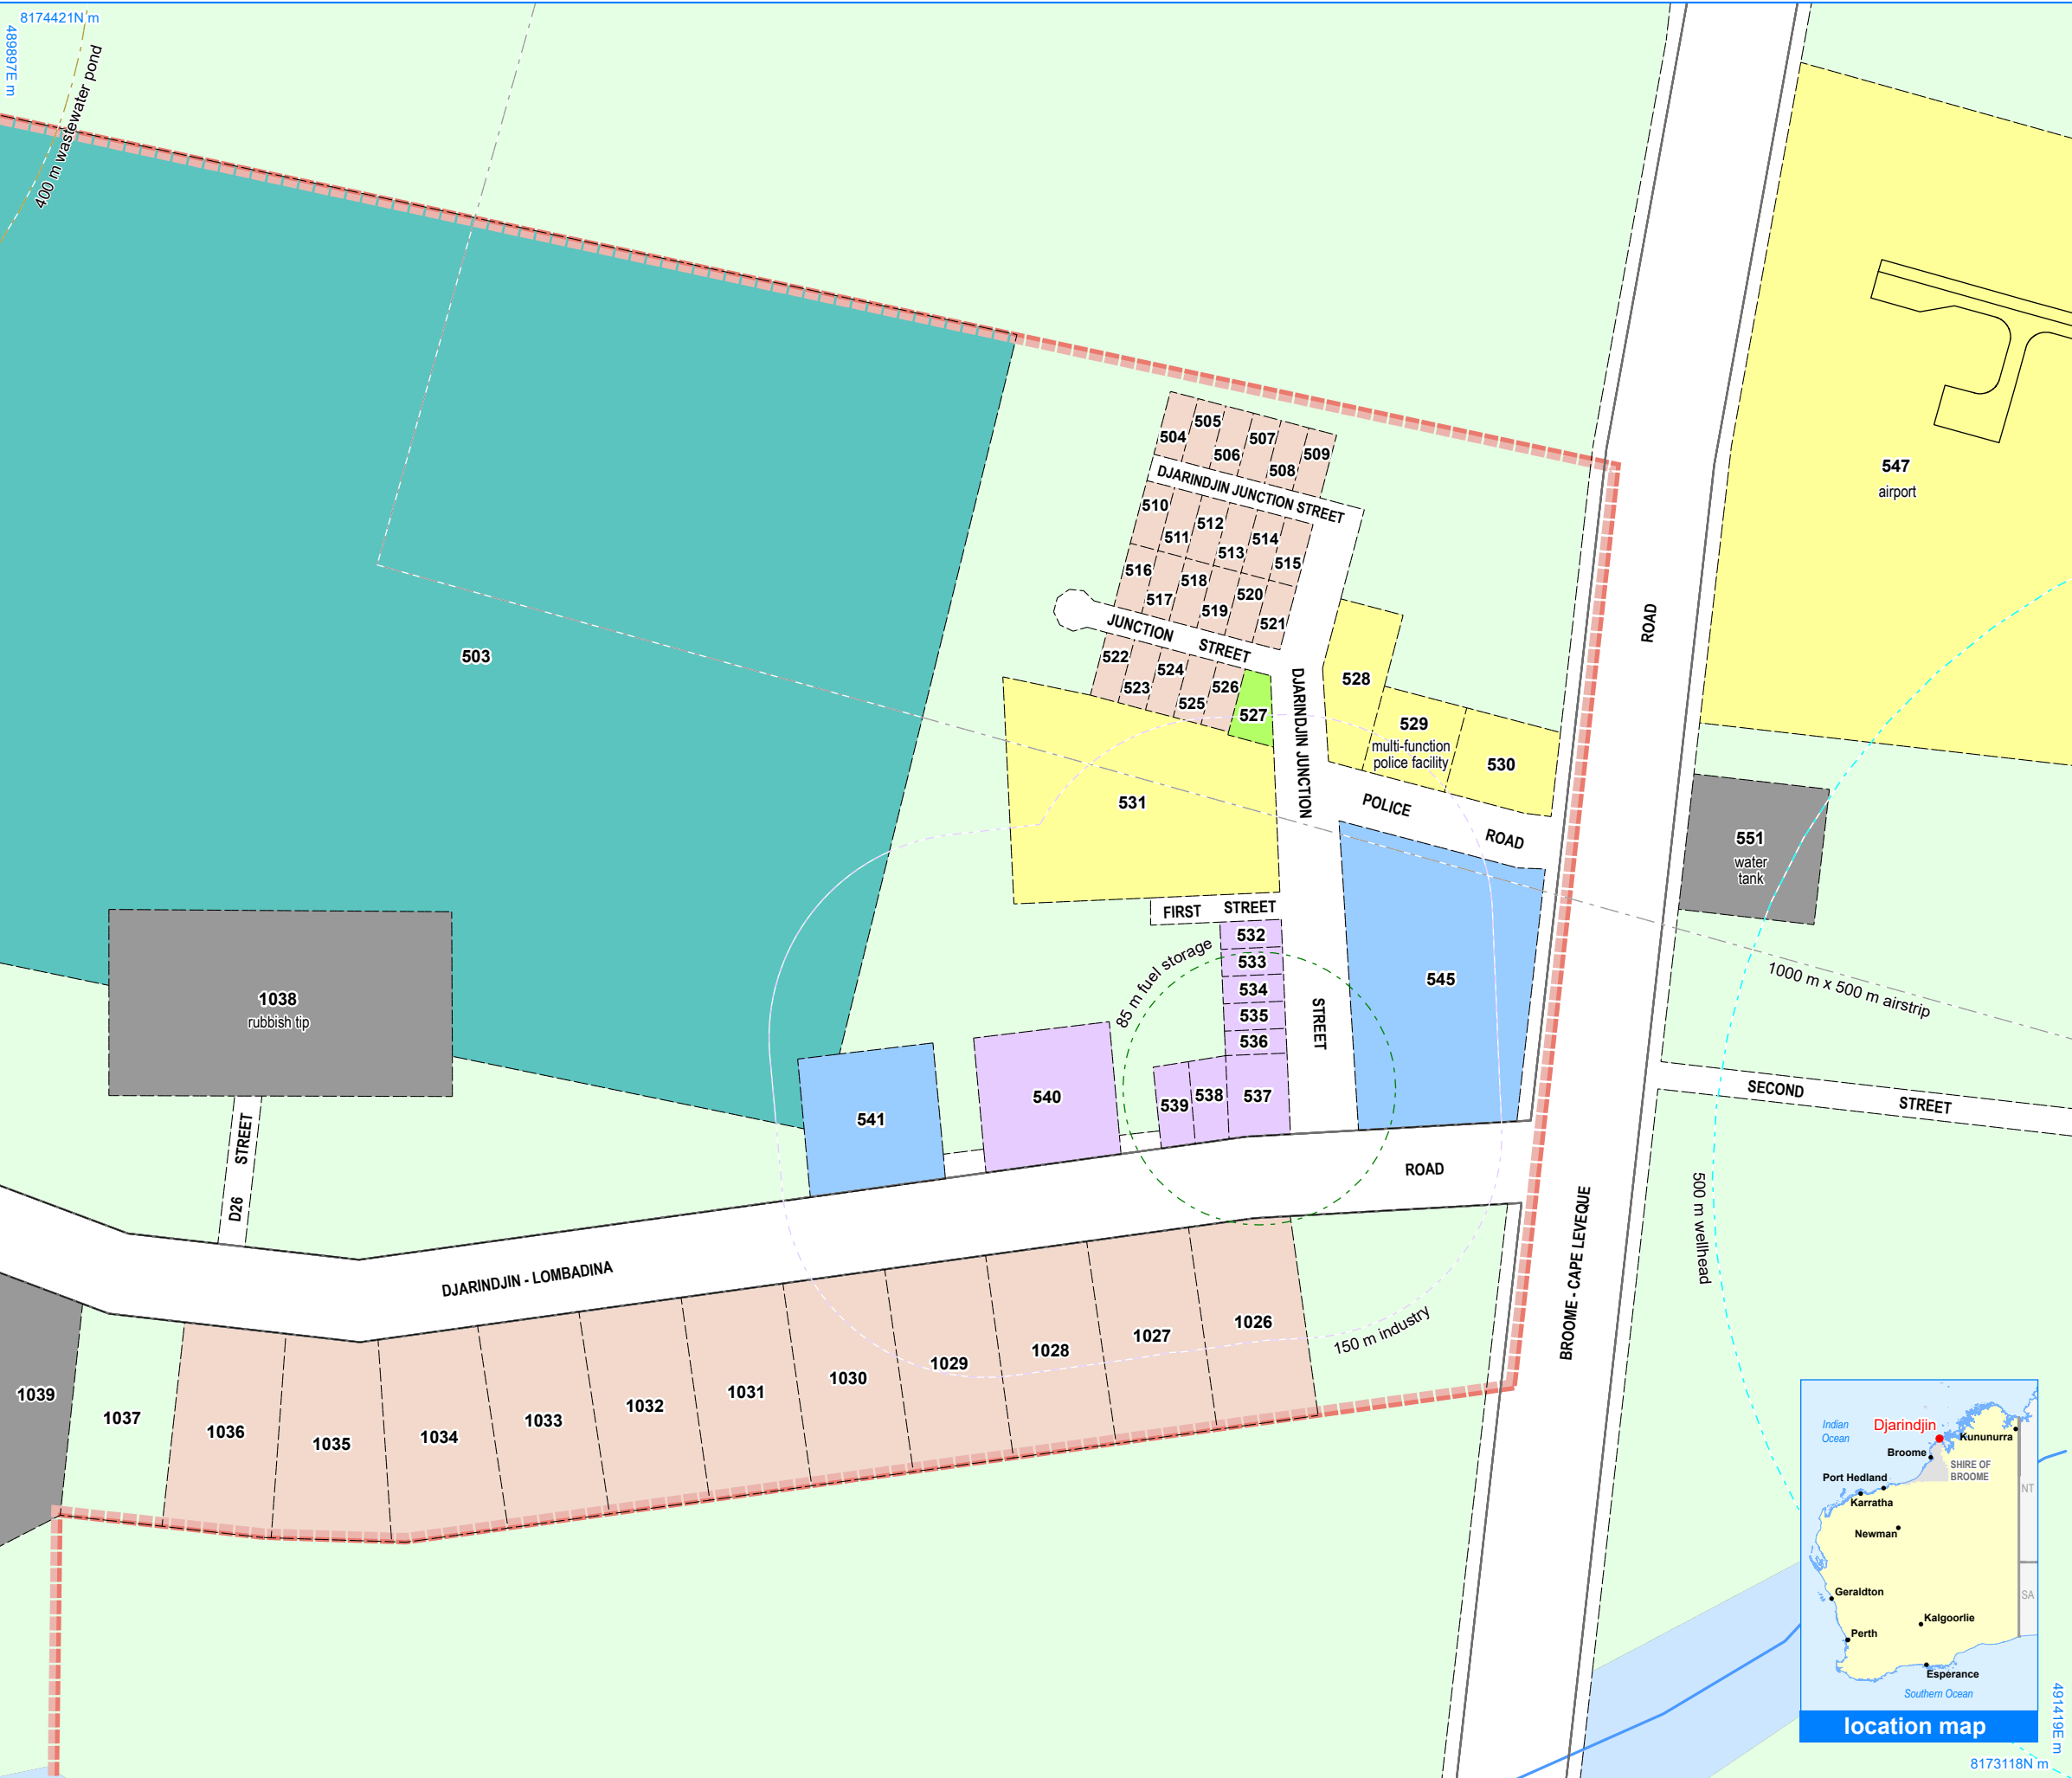 8174421N m
489897E m
400 m wastewater pond
503
504
505
506
507
508
509
DJARINDJIN JUNCTION STREET
510
511
512
513
514
515
516
517
518
519
520
521
JUNCTION STREET
522
523
524
525
526
527
DJARINDJIN JUNCTION
STREET
528
529
multi-function
police facility
530
531
POLICE ROAD
ROAD
547
airport
551
water
tank
FIRST STREET
532
533
534
535
536
537
538
539
85 m fuel storage
540
541
545
1000 m x 500 m airstrip
SECOND STREET
1038
rubbish tip
D26 STREET
DJARINDJIN - LOMBADINA
ROAD
BROOME - CAPE LEVEQUE
500 m wellhead
150 m industry
1026
1027
1028
1029
1030
1031
1032
1033
1034
1035
1036
1037
1039
Indian
Ocean
Djarindjin
Kununurra
Broome
SHIRE OF
BROOME
Port Hedland
Karratha
NT
Newman
Geraldton
SA
Kalgoorlie
Perth
Esperance
Southern Ocean
location map
491419E m
8173118N m